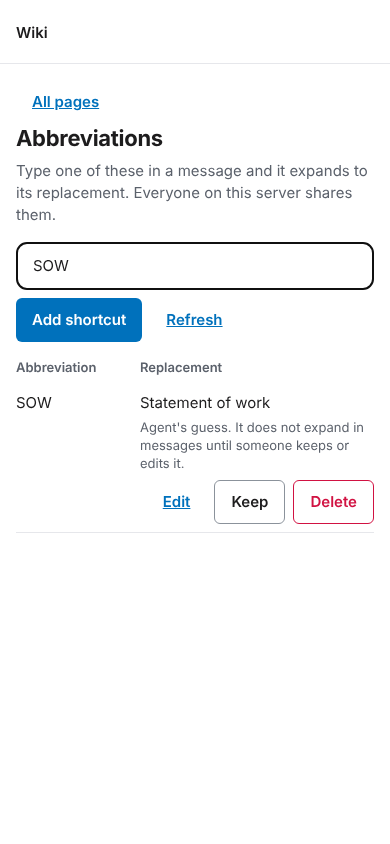 Wiki
All pages
Abbreviations
Type one of these in a message and it expands to
its replacement. Everyone on this server shares
them.
SOW
Add shortcut Refresh
Abbreviation Replacement
SOW Statement of work
Agent's guess. It does not expand in
messages until someone keeps or
edits it.
Edit Keep Delete